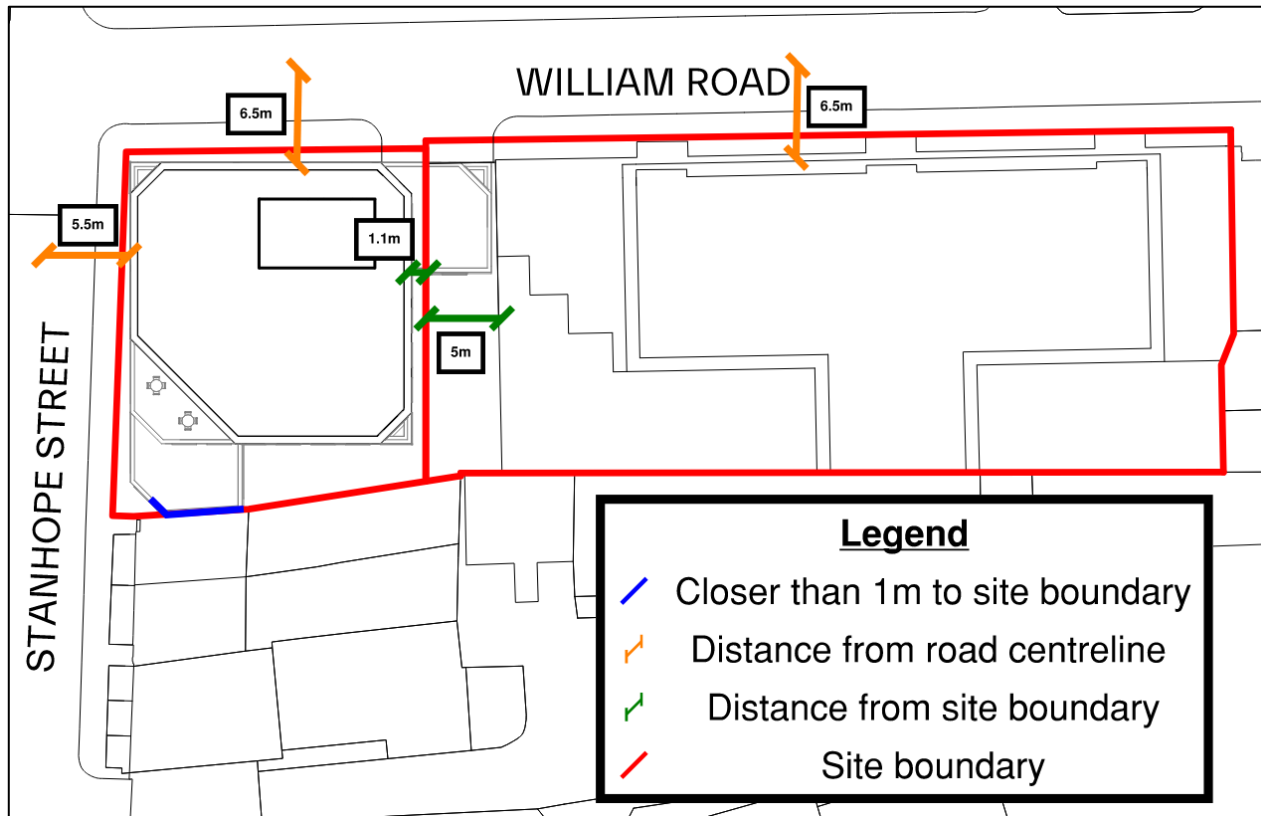 WILLIAM ROAD
6.5m
6.5m
5.5m
1.1m
5m
STANHOPE STREET
Legend
Closer than 1m to site boundary
Distance from road centreline
Distance from site boundary
Site boundary